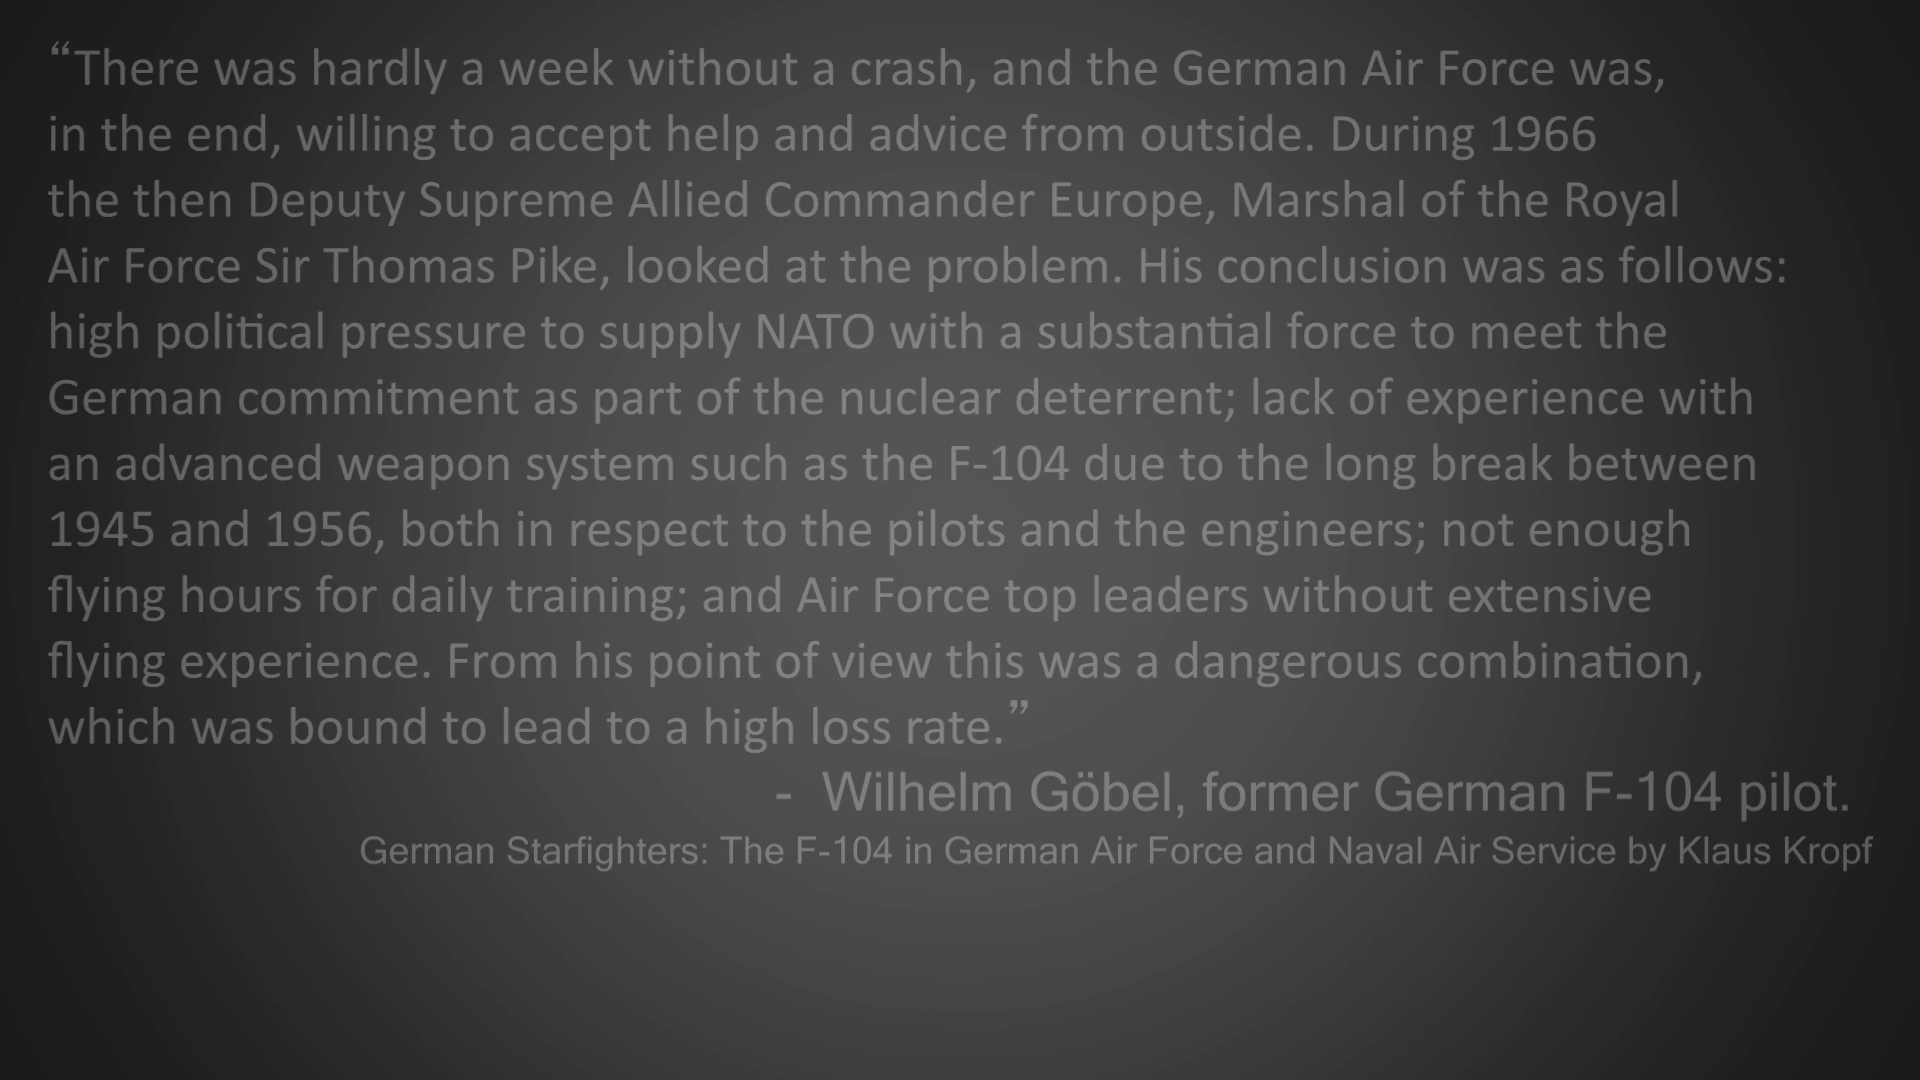 “There was hardly a week without a crash, and the German Air Force was,
in the end, willing to accept help and advice from outside. During 1966
the then Deputy Supreme Allied Commander Europe, Marshal of the Royal
Air Force Sir Thomas Pike, looked at the problem. His conclusion was as follows:
high political pressure to supply NATO with a substantial force to meet the
German commitment as part of the nuclear deterrent; lack of experience with
an advanced weapon system such as the F-104 due to the long break between
1945 and 1956, both in respect to the pilots and the engineers; not enough
flying hours for daily training; and Air Force top leaders without extensive
flying experience. From his point of view this was a dangerous combination,
which was bound to lead to a high loss rate.”
- Wilhelm Göbel, former German F-104 pilot.
German Starfighters: The F-104 in German Air Force and Naval Air Service by Klaus Kropf